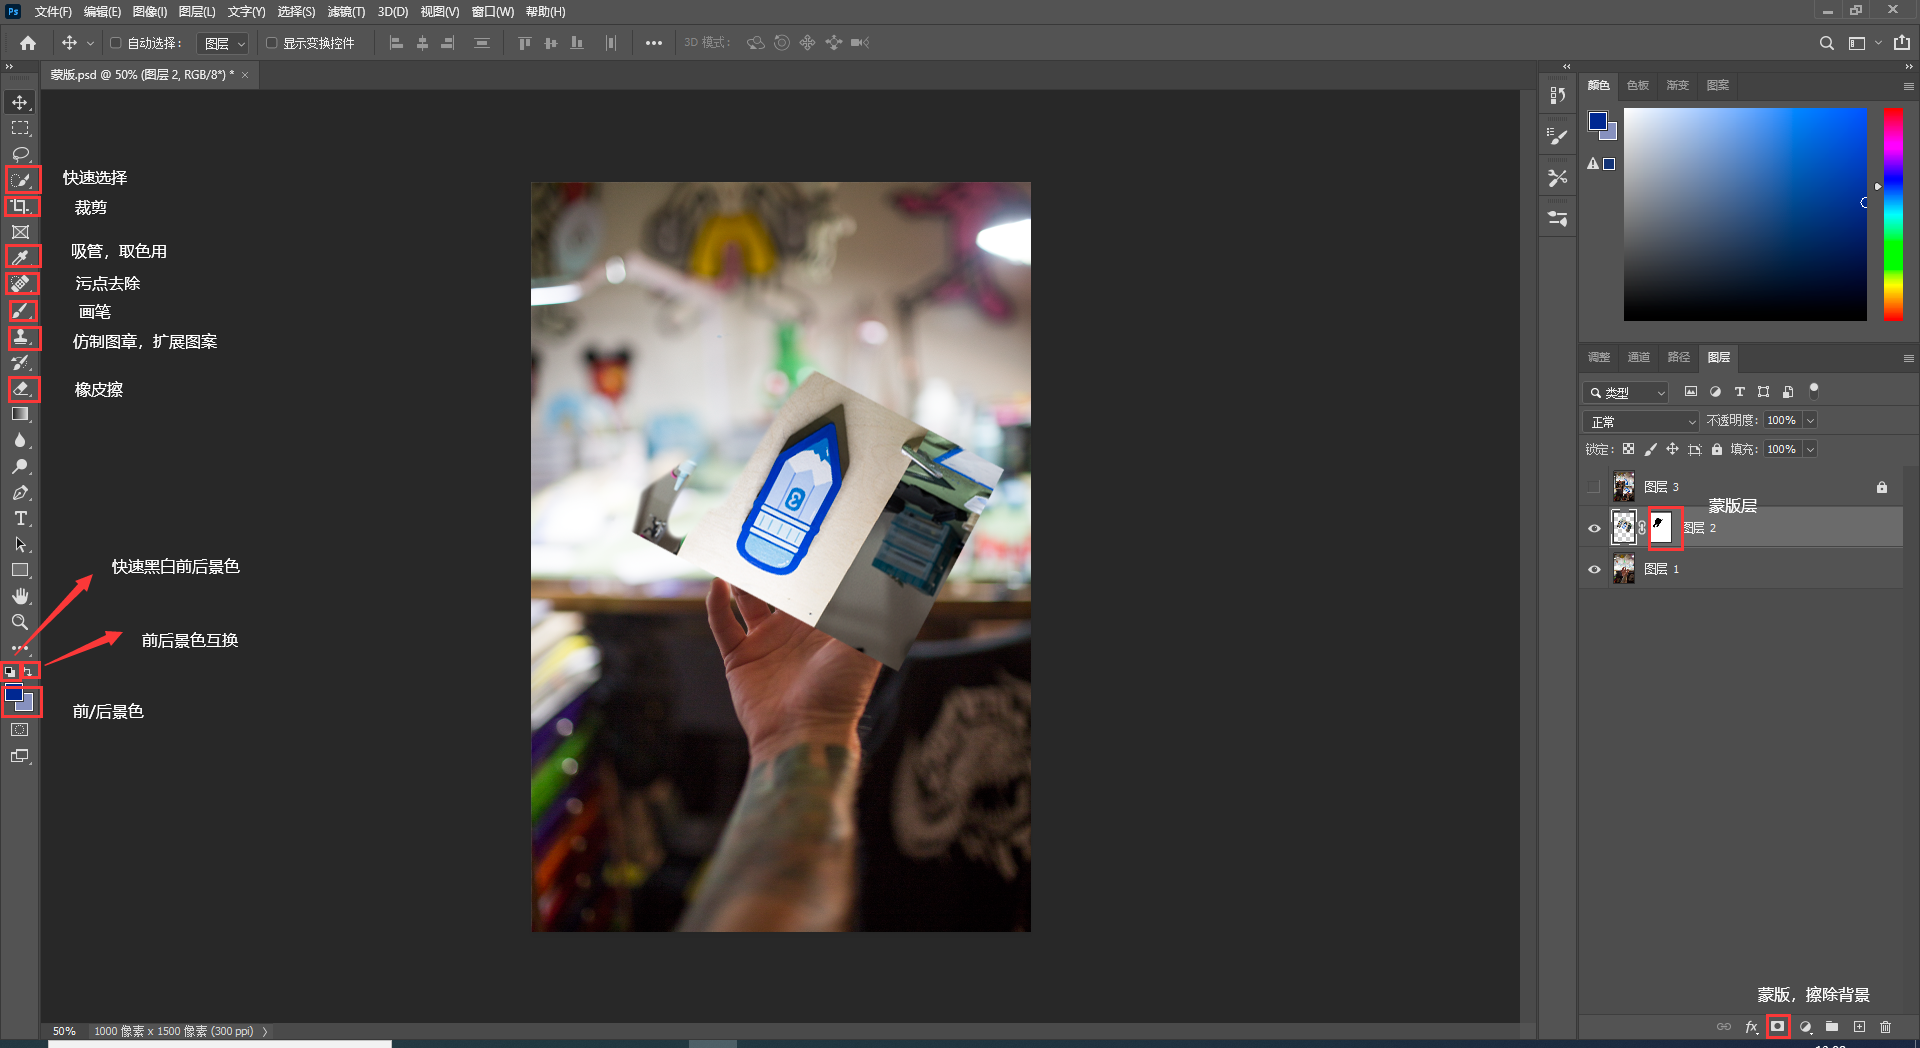 Ps 文件(F) 编辑(E) 图像(I) 图层(L) 文字(Y) 选择(S) 滤镜(T) 3D(D) 视图(V) 窗口(W) 帮助(H)
自动选择： 图层 显示变换控件 3D 模式：
蒙版.psd @ 50% (图层 2, RGB/8*) * ×
颜色 色板 渐变 图案
快速选择
裁剪
吸管，取色用
污点去除
画笔
仿制图章，扩展图案
橡皮擦
快速黑白前后景色
前后景色互换
前/后景色
3
调整 通道 路径 图层
类型
正常 不透明度： 100%
锁定： 填充： 100%
图层 3
蒙版层
图层 2
图层 1
蒙版，擦除背景
fx
50% 1000 像素 x 1500 像素 (300 ppi)